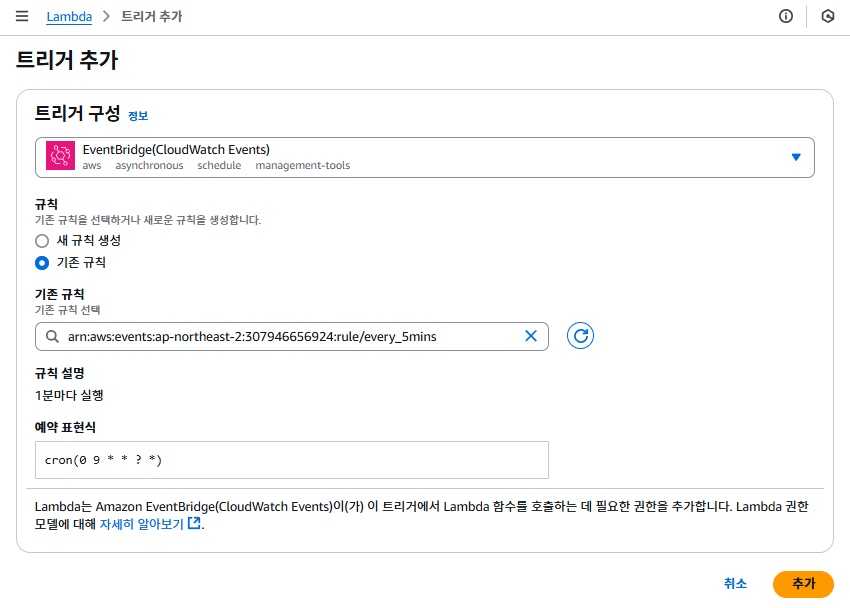 Lambda > 트리거 추가
트리거 추가
트리거 구성 정보
EventBridge(CloudWatch Events)
aws asynchronous schedule management-tools
규칙
기존 규칙을 선택하거나 새로운 규칙을 생성합니다.
새 규칙 생성
기존 규칙
기존 규칙
기존 규칙 선택
arn:aws:events:ap-northeast-2:307946656924:rule/every_5mins
규칙 설명
1분마다 실행
예약 표현식
cron(0 9 * * ? *)
Lambda는 Amazon EventBridge(CloudWatch Events)이(가) 이 트리거에서 Lambda 함수를 호출하는 데 필요한 권한을 추가합니다. Lambda 권한
모델에 대해 자세히 알아보기.
취소 추가